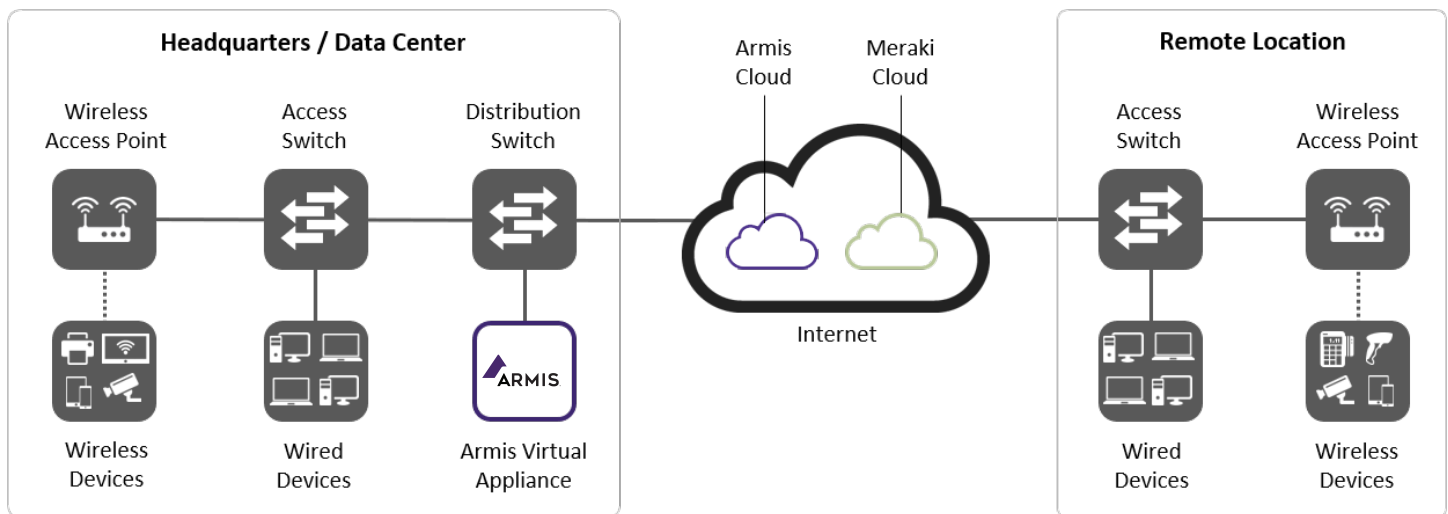 Headquarters / Data Center
Wireless
Access Point
Access
Switch
Distribution
Switch
Wireless
Devices
Wired
Devices
ARMIS
Armis Virtual
Appliance
Armis
Cloud
Meraki
Cloud
Internet
Remote Location
Access
Switch
Wireless
Access Point
Wired
Devices
Wireless
Devices